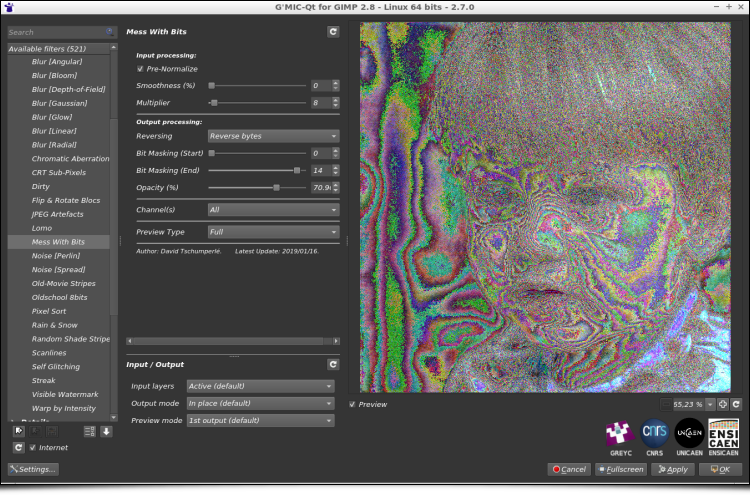 G'MIC-Qt for GIMP 2.8 - Linux 64 bits - 2.7.0
Search
Available filters (521)
Blur [Angular]
Blur [Bloom]
Blur [Depth-of-Field]
Blur [Gaussian]
Blur [Glow]
Blur [Linear]
Blur [Radial]
Chromatic Aberration
CRT Sub-Pixels
Dirty
Flip & Rotate Blocs
JPEG Artefacts
Lomo
Mess With Bits
Noise [Perlin]
Noise [Spread]
Old-Movie Stripes
Oldschool 8bits
Pixel Sort
Rain & Snow
Random Shade Stripe
Scanlines
Self Glitching
Streak
Visible Watermark
Warp by Intensity
Internet
Settings...
Mess With Bits
Input processing:
Pre-Normalize
Smoothness (%) 0
Multiplier 8
Output processing:
Reversing Reverse bytes
Bit Masking (Start) 0
Bit Masking (End) 14
Opacity (%) 70.9
Channel(s) All
Preview Type Full
Author: David Tschumperlé. Latest Update: 2019/01/16.
Input / Output
Input layers Active (default)
Output mode In place (default)
Preview mode 1st output (default)
Preview
65.23 %
GREYC
CNRS
UNICAEN
ENSI
CAEN
ENSICAEN
Cancel
Fullscreen
Apply
OK